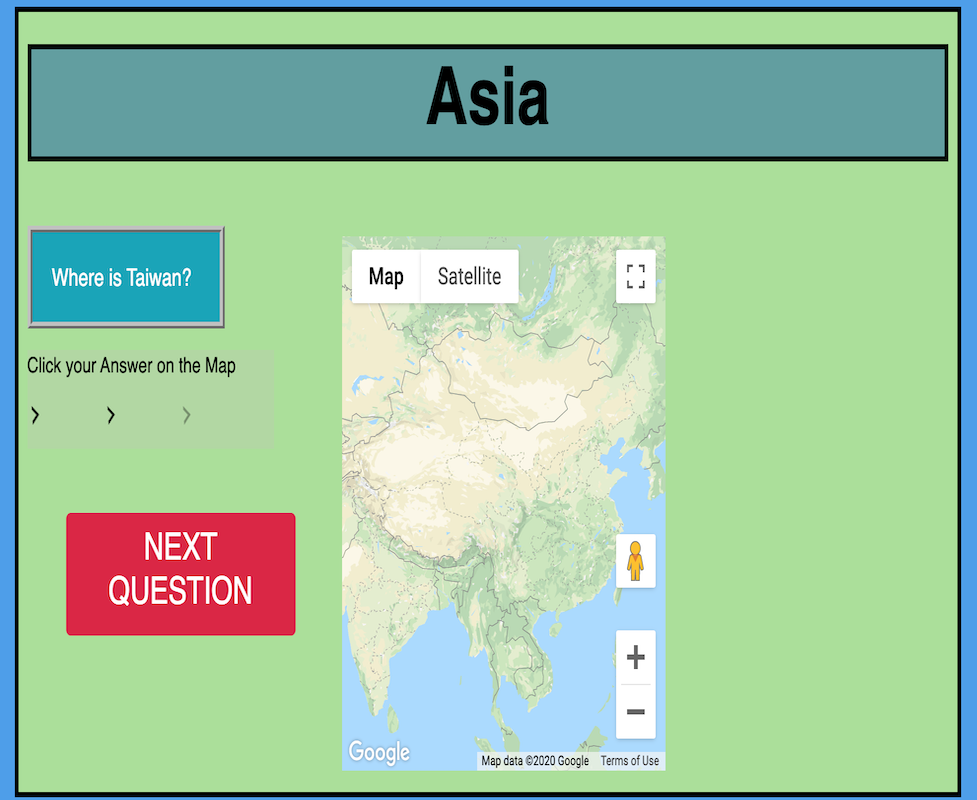 Asia
Where is Taiwan?
Click your Answer on the Map
NEXT
QUESTION
Map Satellite
Google
Map data ©2020 Google Terms of Use